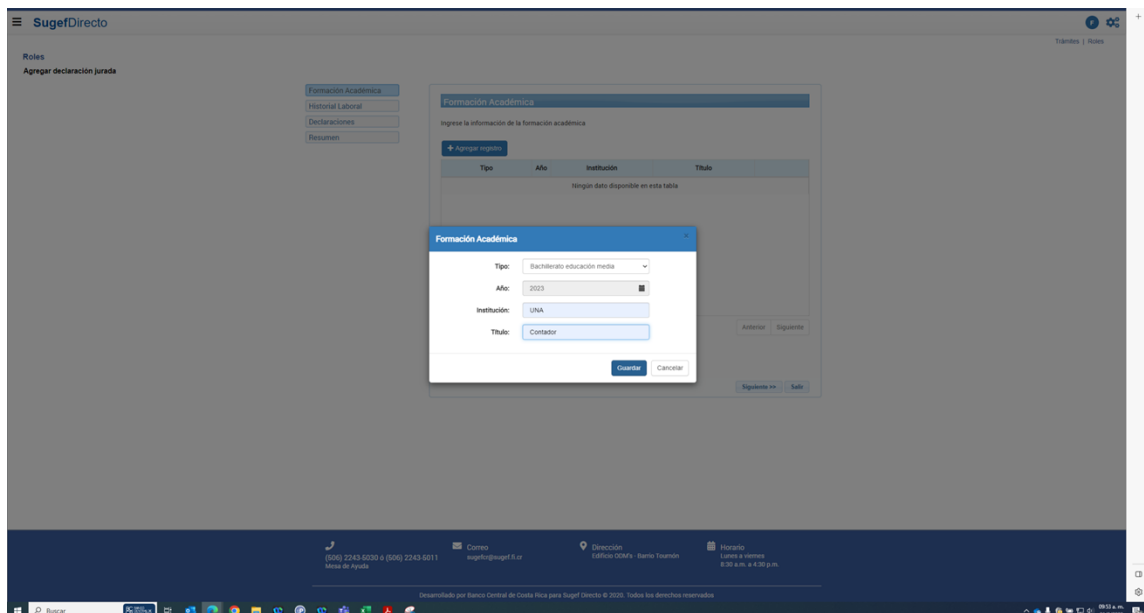 SugefDirecto
F
Trámites | Roles
Roles
Agregar declaración jurada
Formación Académica
Historial Laboral
Declaraciones
Resumen
Formación Académica
Ingrese la información de la formación académica
+ Agregar registro
Tipo Año Institución Título
Ningún dato disponible en esta tabla
Formación Académica
×
Tipo: Bachillerato educación media
Año: 2023
Institución: UNA
Título: Contador
Guardar Cancelar
Anterior Siguiente
Siguiente >> Salir
(506) 2243-5030 ó (506) 2243-5011
Mesa de Ayuda
Correo
sugefcr@sugef.fi.cr
Dirección
Edificio ODM's - Barrio Tournón
Horario
Lunes a viernes
8:30 a.m. a 4:30 p.m.
Desarrollado por Banco Central de Costa Rica para Sugef Directo © 2020. Todos los derechos reservados
Buscar
09:53 a. m.